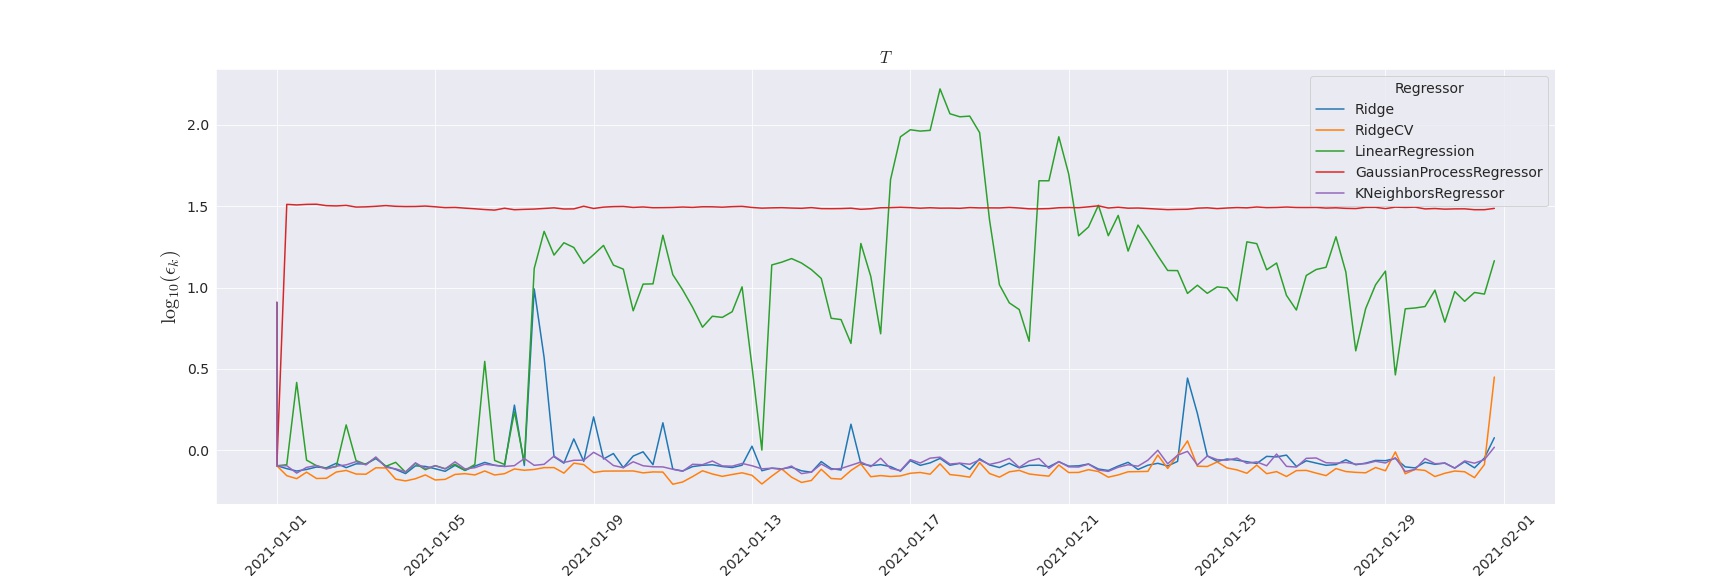 T
Regressor
Ridge
RidgeCV
LinearRegression
GaussianProcessRegressor
KNeighborsRegressor
log₁₀(ϵₖ)
2.0
1.5
1.0
0.5
0.0
2021-01-01
2021-01-05
2021-01-09
2021-01-13
2021-01-17
2021-01-21
2021-01-25
2021-01-29
2021-02-01